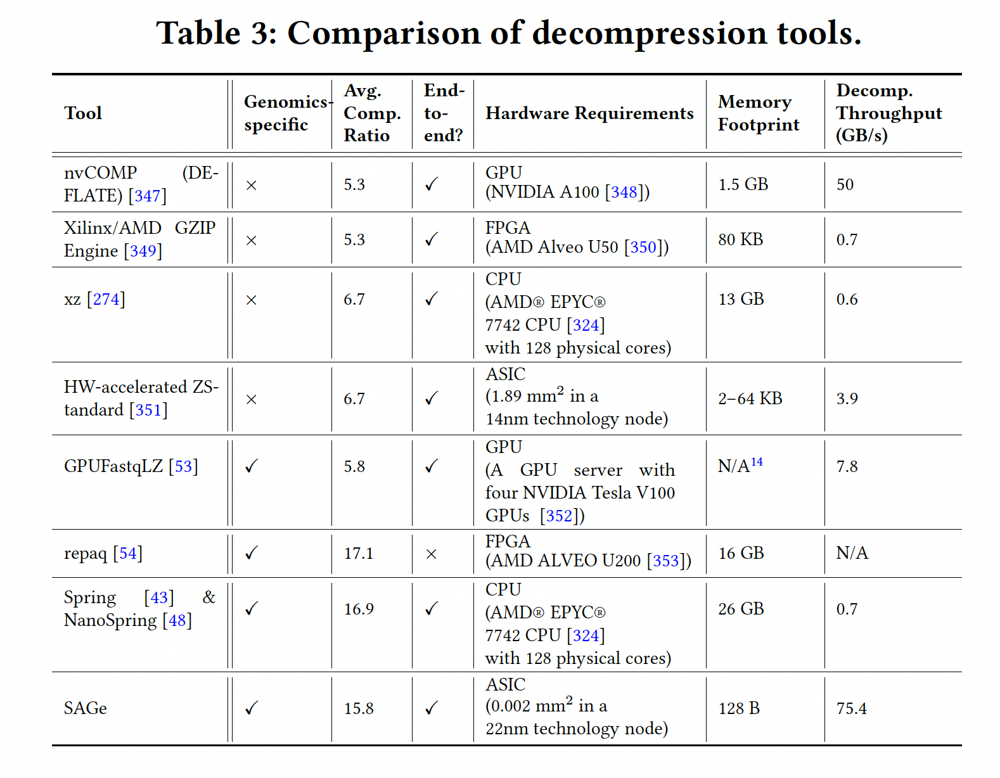 Table 3: Comparison of decompression tools.
Tool
Genomics-
specific
Avg.
Comp.
Ratio
End-
to-
end?
Hardware Requirements
Memory
Footprint
Decomp.
Throughput
(GB/s)
nvCOMP (DE-
FLATE) [347]
×
5.3
✓
GPU
(NVIDIA A100 [348])
1.5 GB
50
Xilinx/AMD GZIP
Engine [349]
×
5.3
✓
FPGA
(AMD Alveo U50 [350])
80 KB
0.7
xz [274]
×
6.7
✓
CPU
(AMD® EPYC®
7742 CPU [324]
with 128 physical cores)
13 GB
0.6
HW-accelerated ZS-
tandard [351]
×
6.7
✓
ASIC
(1.89 mm² in a
14nm technology node)
2–64 KB
3.9
GPUFastqLZ [53]
✓
5.8
✓
GPU
(A GPU server with
four NVIDIA Tesla V100
GPUs [352])
N/A¹⁴
7.8
repaq [54]
✓
17.1
×
FPGA
(AMD ALVEO U200 [353])
16 GB
N/A
Spring [43] &
NanoSpring [48]
✓
16.9
✓
CPU
(AMD® EPYC®
7742 CPU [324]
with 128 physical cores)
26 GB
0.7
SAGe
✓
15.8
✓
ASIC
(0.002 mm² in a
22nm technology node)
128 B
75.4